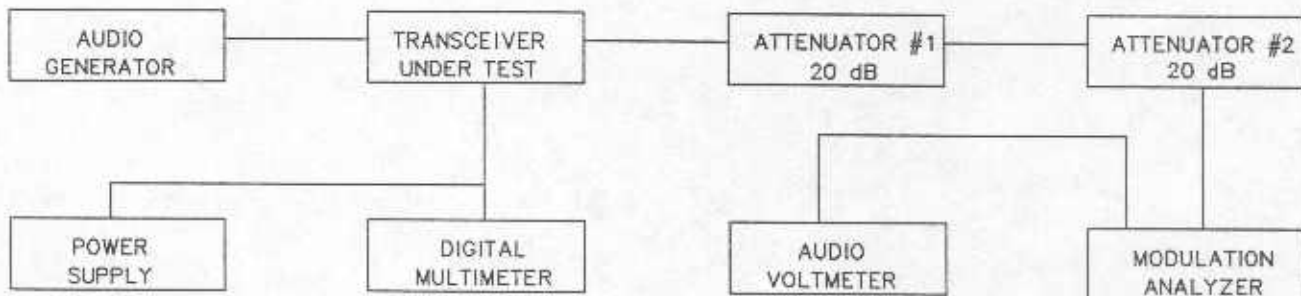 AUDIO
GENERATOR
TRANSCEIVER
UNDER TEST
ATTENUATOR #1
20 dB
ATTENUATOR #2
20 dB
POWER
SUPPLY
DIGITAL
MULTIMETER
AUDIO
VOLTMETER
MODULATION
ANALYZER